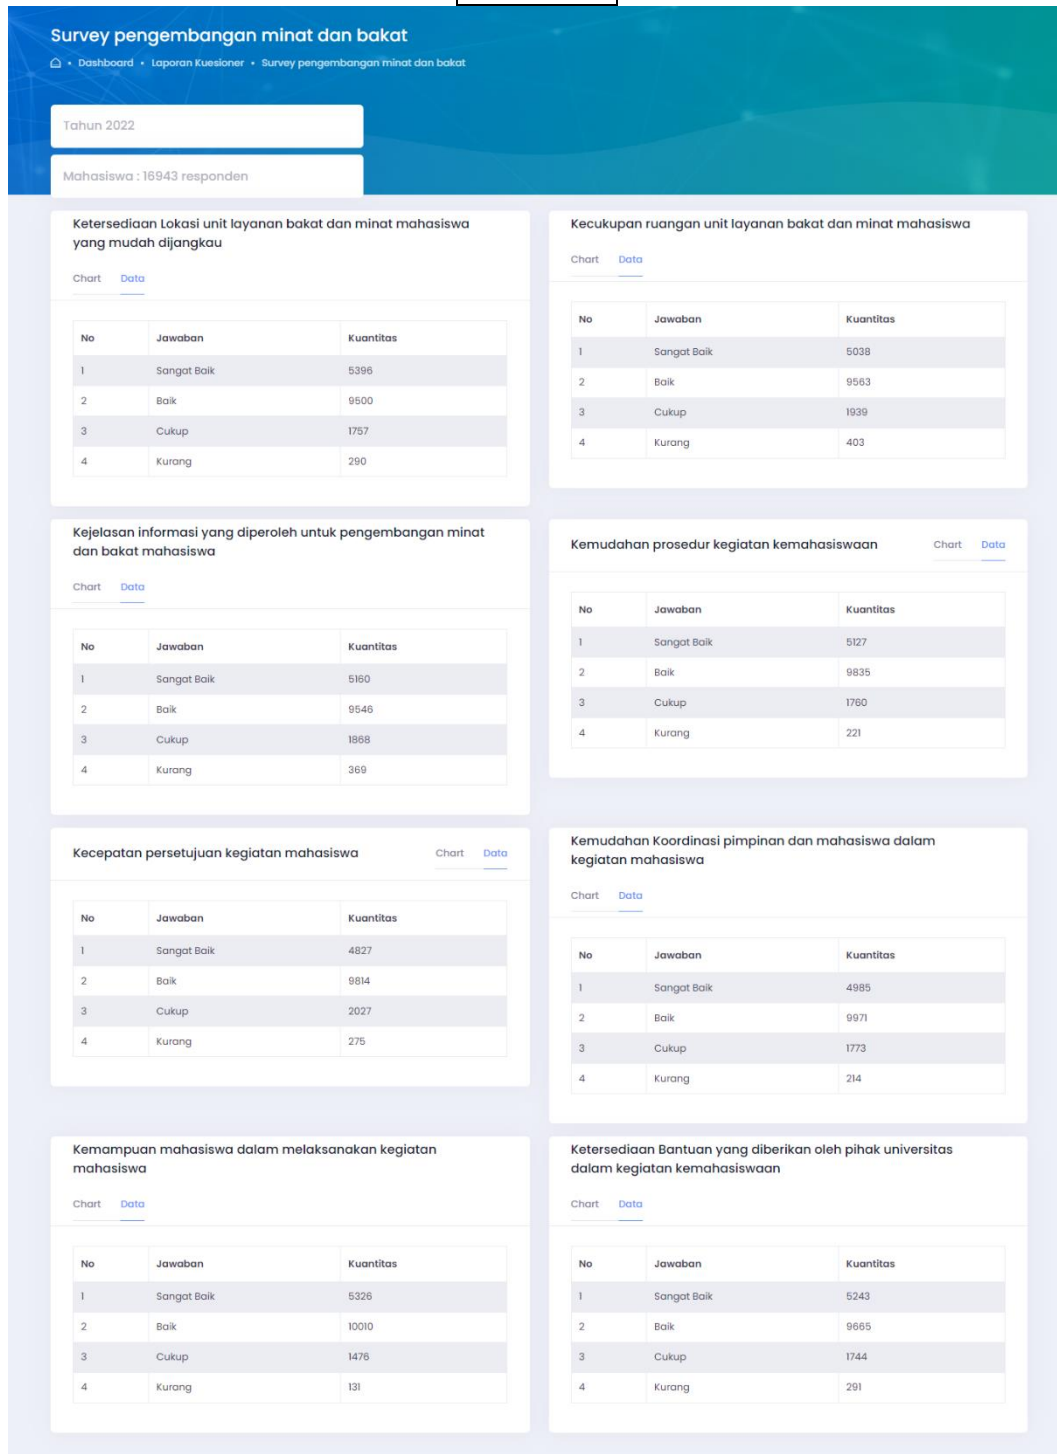 Survey pengembangan minat dan bakat
• Dashboard • Laporan Kuesioner • Survey pengembangan minat dan bakat
Tahun 2022
Mahasiswa : 16943 responden
Ketersediaan Lokasi unit layanan bakat dan minat mahasiswa
yang mudah dijangkau
Chart Data
No Jawaban Kuantitas
1 Sangat Baik 5396
2 Baik 9500
3 Cukup 1757
4 Kurang 290
Kecukupan ruangan unit layanan bakat dan minat mahasiswa
Chart Data
No Jawaban Kuantitas
1 Sangat Baik 5038
2 Baik 9563
3 Cukup 1939
4 Kurang 403
Kejelasan informasi yang diperoleh untuk pengembangan minat
dan bakat mahasiswa
Chart Data
No Jawaban Kuantitas
1 Sangat Baik 5160
2 Baik 9546
3 Cukup 1868
4 Kurang 369
Kemudahan prosedur kegiatan kemahasiswaan Chart Data
No Jawaban Kuantitas
1 Sangat Baik 5127
2 Baik 9835
3 Cukup 1760
4 Kurang 221
Kecepatan persetujuan kegiatan mahasiswa Chart Data
No Jawaban Kuantitas
1 Sangat Baik 4827
2 Baik 9814
3 Cukup 2027
4 Kurang 275
Kemudahan Koordinasi pimpinan dan mahasiswa dalam
kegiatan mahasiswa
Chart Data
No Jawaban Kuantitas
1 Sangat Baik 4985
2 Baik 9971
3 Cukup 1773
4 Kurang 214
Kemampuan mahasiswa dalam melaksanakan kegiatan
mahasiswa
Chart Data
No Jawaban Kuantitas
1 Sangat Baik 5326
2 Baik 10010
3 Cukup 1476
4 Kurang 131
Ketersediaan Bantuan yang diberikan oleh pihak universitas
dalam kegiatan kemahasiswaan
Chart Data
No Jawaban Kuantitas
1 Sangat Baik 5243
2 Baik 9665
3 Cukup 1744
4 Kurang 291